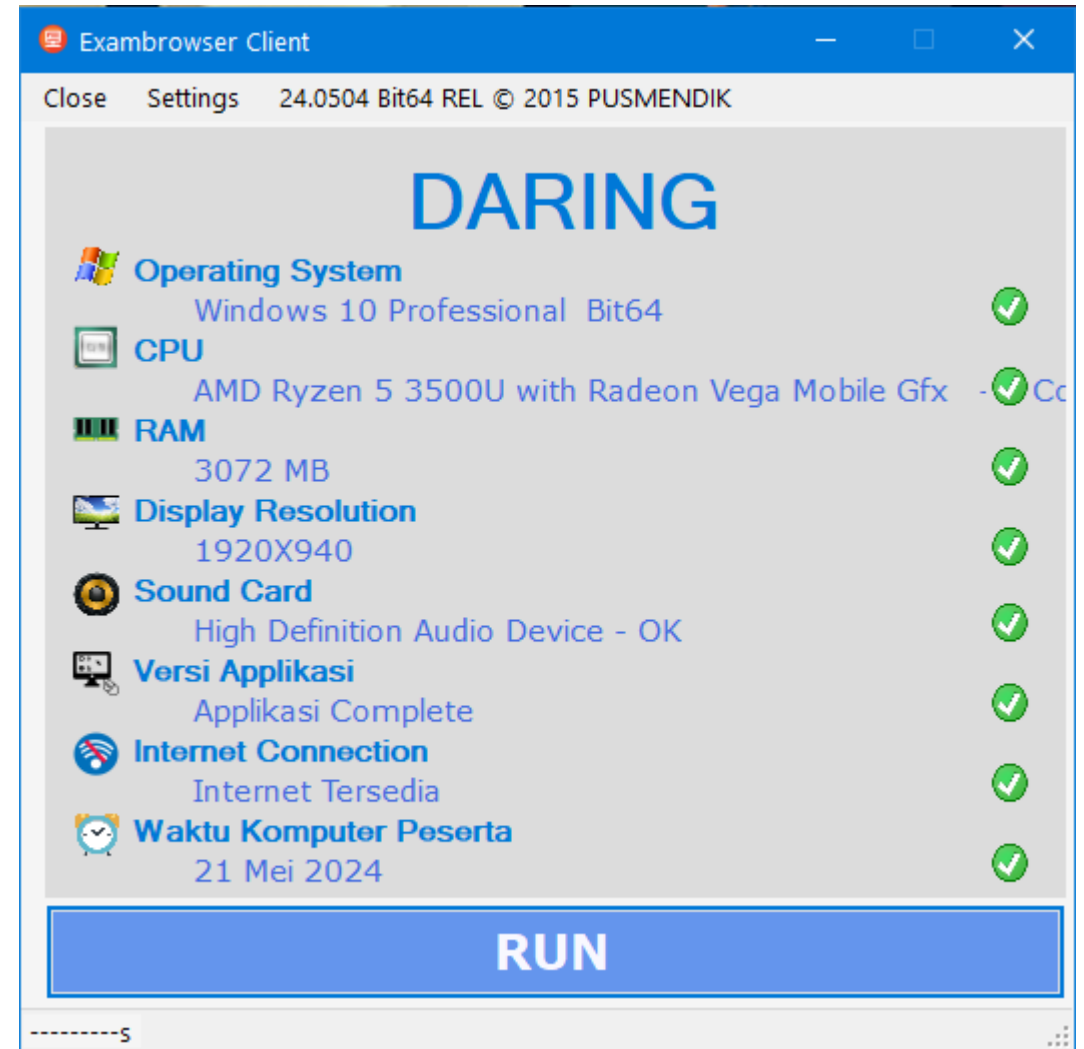 Exambrowser Client
Close Settings 24.0504 Bit64 REL © 2015 PUSMENDIK
DARING
Operating System
Windows 10 Professional Bit64
CPU
AMD Ryzen 5 3500U with Radeon Vega Mobile Gfx -
RAM
3072 MB
Display Resolution
1920X940
Sound Card
High Definition Audio Device - OK
Versi Applikasi
Applikasi Complete
Internet Connection
Internet Tersedia
Waktu Komputer Peserta
21 Mei 2024
RUN
---------s